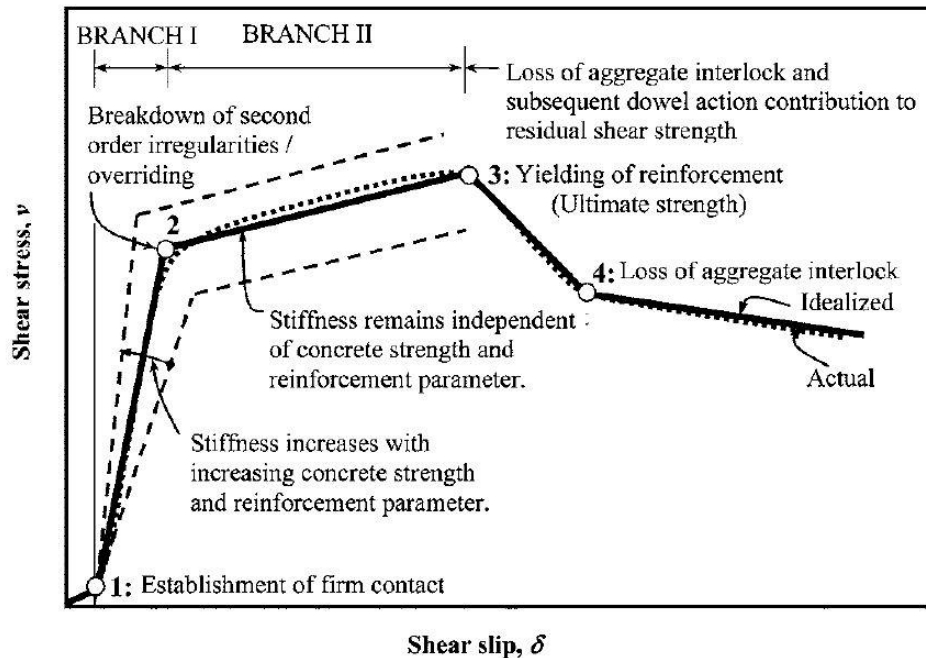 BRANCH I
BRANCH II
Loss of aggregate interlock and
subsequent dowel action contribution to
residual shear strength
Breakdown of second
order irregularities /
overriding
2
3: Yielding of reinforcement
(Ultimate strength)
4: Loss of aggregate interlock
Idealized
Actual
Stiffness remains independent
of concrete strength and
reinforcement parameter.
Stiffness increases with
increasing concrete strength
and reinforcement parameter.
1: Establishment of firm contact
Shear stress, ν
Shear slip, δ